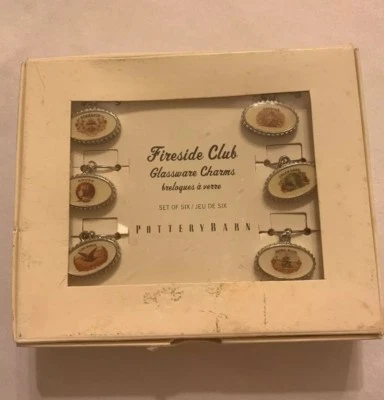 Fireside Club
Glassware Charms
breloques à verre
SET OF SIX / JEU DE SIX
POTTERY BARN